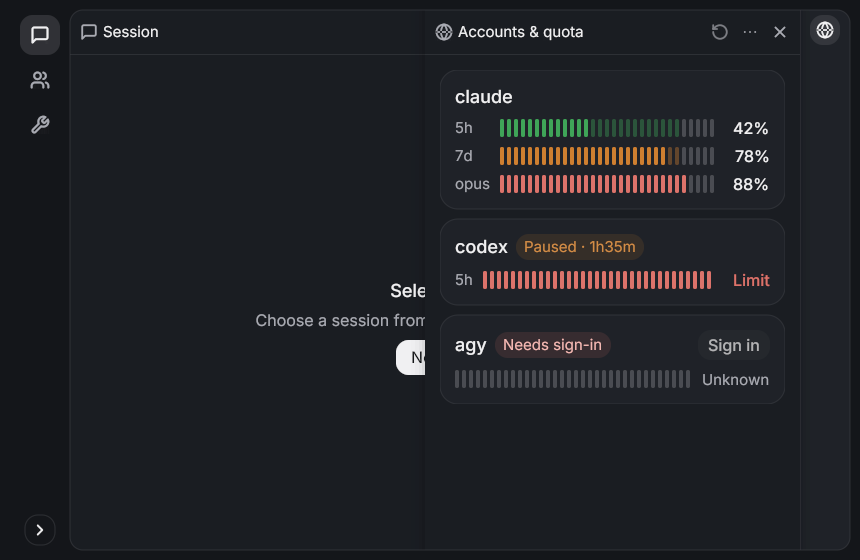 Session
Accounts & quota
claude
5h 42%
7d 78%
opus 88%
codex Paused · 1h35m
5h Limit
agy Needs sign-in Sign in
Unknown
Sele
Choose a session from